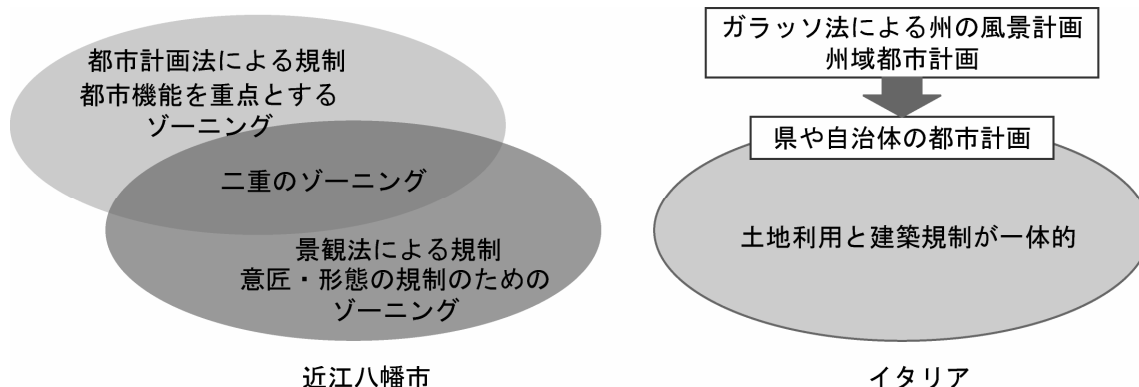 都市計画法による規制
都市機能を重点とする
ゾーニング
二重のゾーニング
景観法による規制
意匠・形態の規制のための
ゾーニング
近江八幡市
ガラッソ法による州の風景計画
州域都市計画
県や自治体の都市計画
土地利用と建築規制が一体的
イタリア